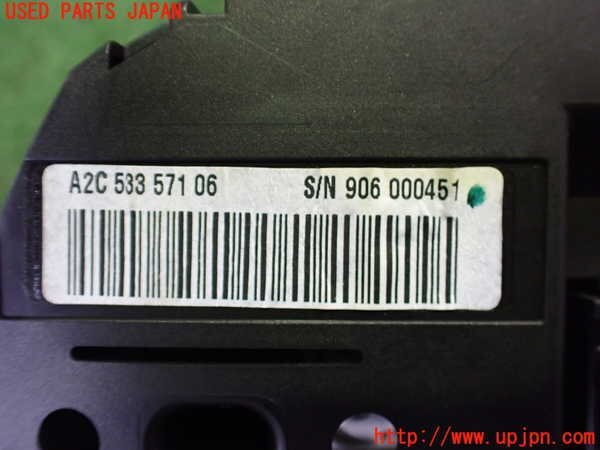 USED PARTS JAPAN
A2C 533 571 06 S/N 906 000451
http://www.upjpn.com/